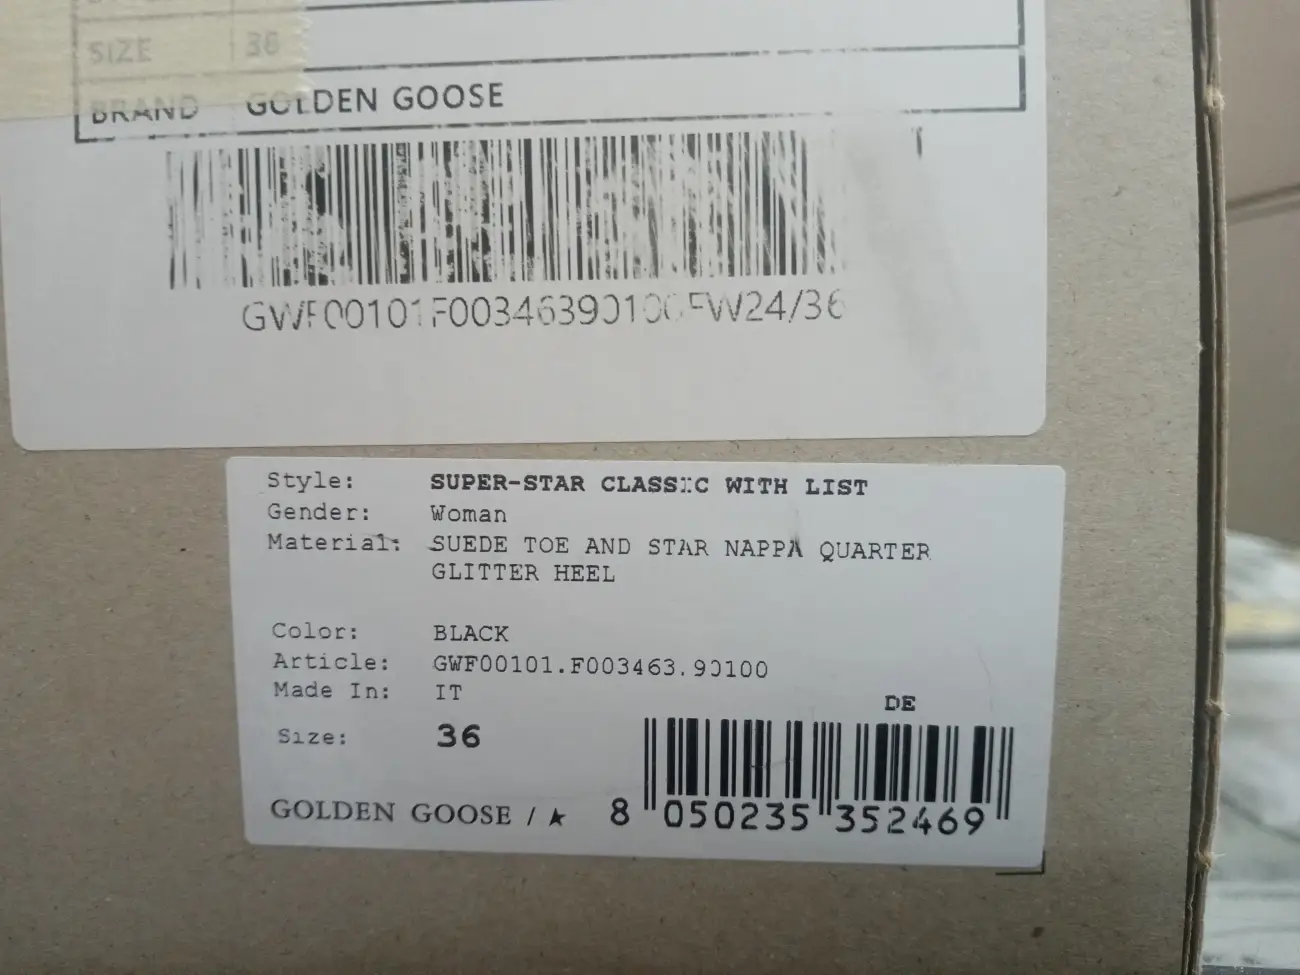 SIZE 36
BRAND GOLDEN GOOSE
GWF00101F00346390100FW24/36
Style: SUPER-STAR CLASSIC WITH LIST
Gender: Woman
Material: SUEDE TOE AND STAR NAPPA QUARTER
GLITTER HEEL
Color: BLACK
Article: GWF00101.F003463.90100
Made In: IT
DE
Size: 36
GOLDEN GOOSE / ★
8 050235 352469